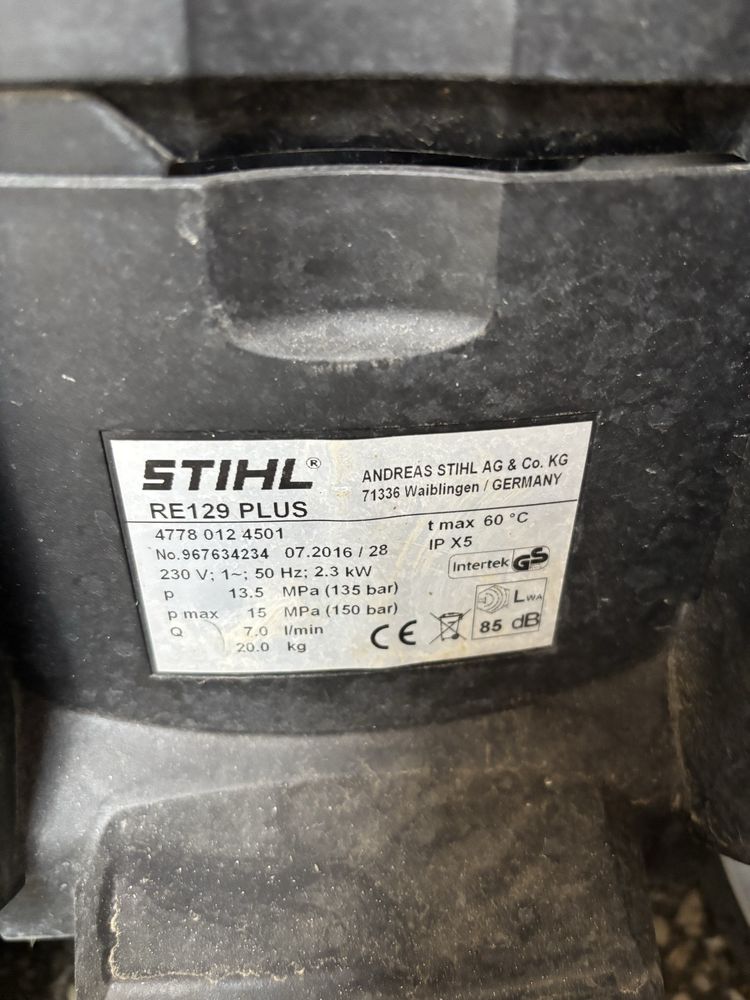 STIHL®
ANDREAS STIHL AG & Co. KG
71336 Waiblingen / GERMANY
RE129 PLUS
4778 012 4501
t max 60 °C
No.967634234 07.2016 / 28
IP X5
230 V; 1~; 50 Hz; 2.3 kW
Intertek GS
p 13.5 MPa (135 bar)
p max 15 MPa (150 bar)
LWA
Q 7.0 l/min
CE
85 dB
20.0 kg